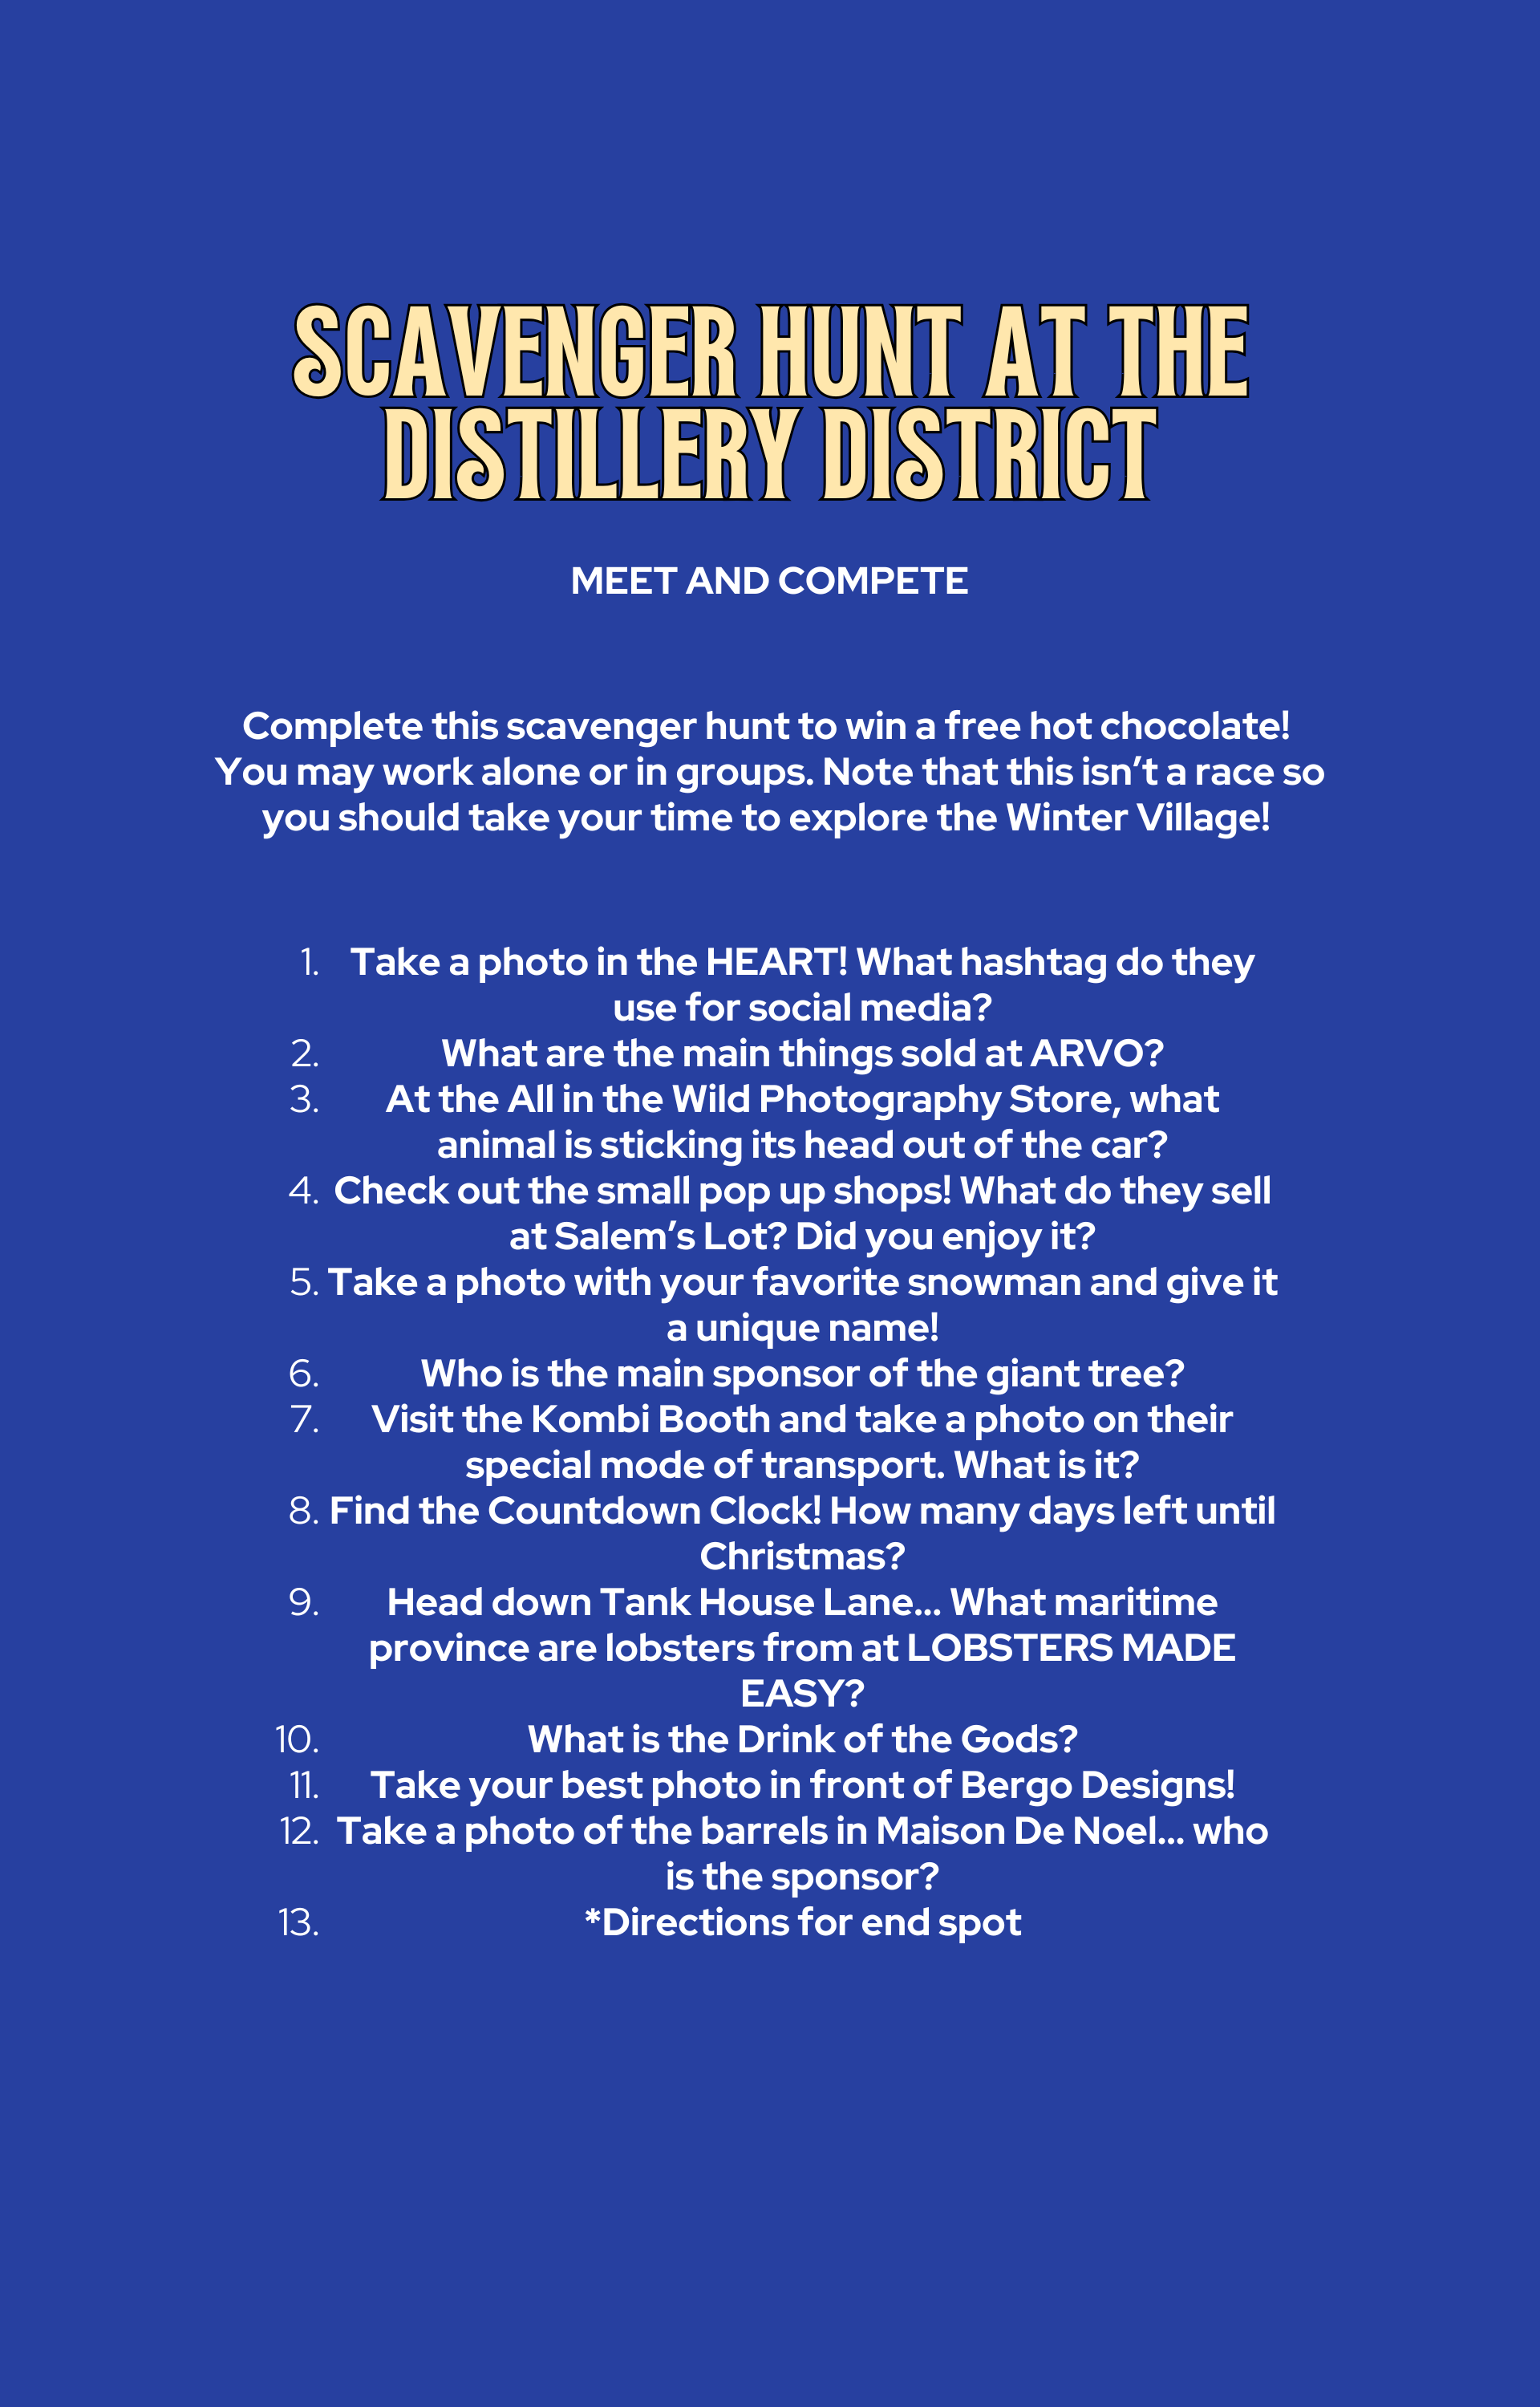 SCAVENGER HUNT AT THE
DISTILLERY DISTRICT
MEET AND COMPETE
Complete this scavenger hunt to win a free hot chocolate!
You may work alone or in groups. Note that this isn’t a race so
you should take your time to explore the Winter Village!
1. Take a photo in the HEART! What hashtag do they
use for social media?
2. What are the main things sold at ARVO?
3. At the All in the Wild Photography Store, what
animal is sticking its head out of the car?
4. Check out the small pop up shops! What do they sell
at Salem’s Lot? Did you enjoy it?
5. Take a photo with your favorite snowman and give it
a unique name!
6. Who is the main sponsor of the giant tree?
7. Visit the Kombi Booth and take a photo on their
special mode of transport. What is it?
8. Find the Countdown Clock! How many days left until
Christmas?
9. Head down Tank House Lane... What maritime
province are lobsters from at LOBSTERS MADE
EASY?
10. What is the Drink of the Gods?
11. Take your best photo in front of Bergo Designs!
12. Take a photo of the barrels in Maison De Noel... who
is the sponsor?
13. *Directions for end spot